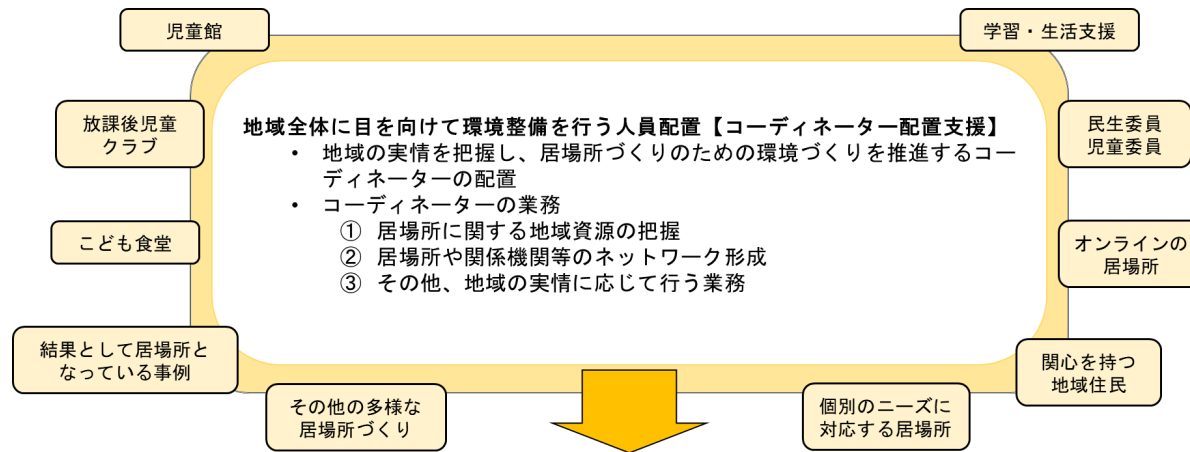 児童館
学習・生活支援
放課後児童
クラブ
民生委員
児童委員
地域全体に目を向けて環境整備を行う人員配置【コーディネーター配置支援】
• 地域の実情を把握し、居場所づくりのための環境づくりを推進するコー
ディネーターの配置
• コーディネーターの業務
① 居場所に関する地域資源の把握
② 居場所や関係機関等のネットワーク形成
③ その他、地域の実情に応じて行う業務
こども食堂
オンラインの
居場所
結果として居場所と
なっている事例
関心を持つ
地域住民
その他の多様な
居場所づくり
個別のニーズに
対応する居場所